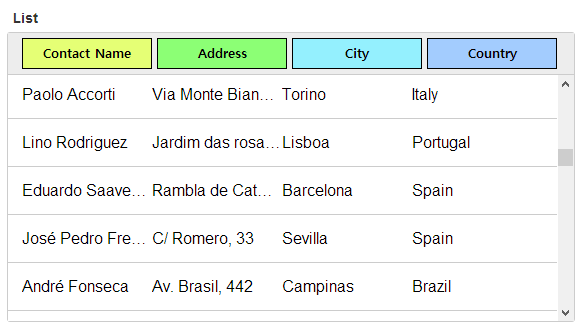 List
Contact Name Address City Country
Paolo Accorti Via Monte Bian... Torino Italy
Lino Rodriguez Jardim das rosa... Lisboa Portugal
Eduardo Saave... Rambla de Cat... Barcelona Spain
José Pedro Fre... C/ Romero, 33 Sevilla Spain
André Fonseca Av. Brasil, 442 Campinas Brazil